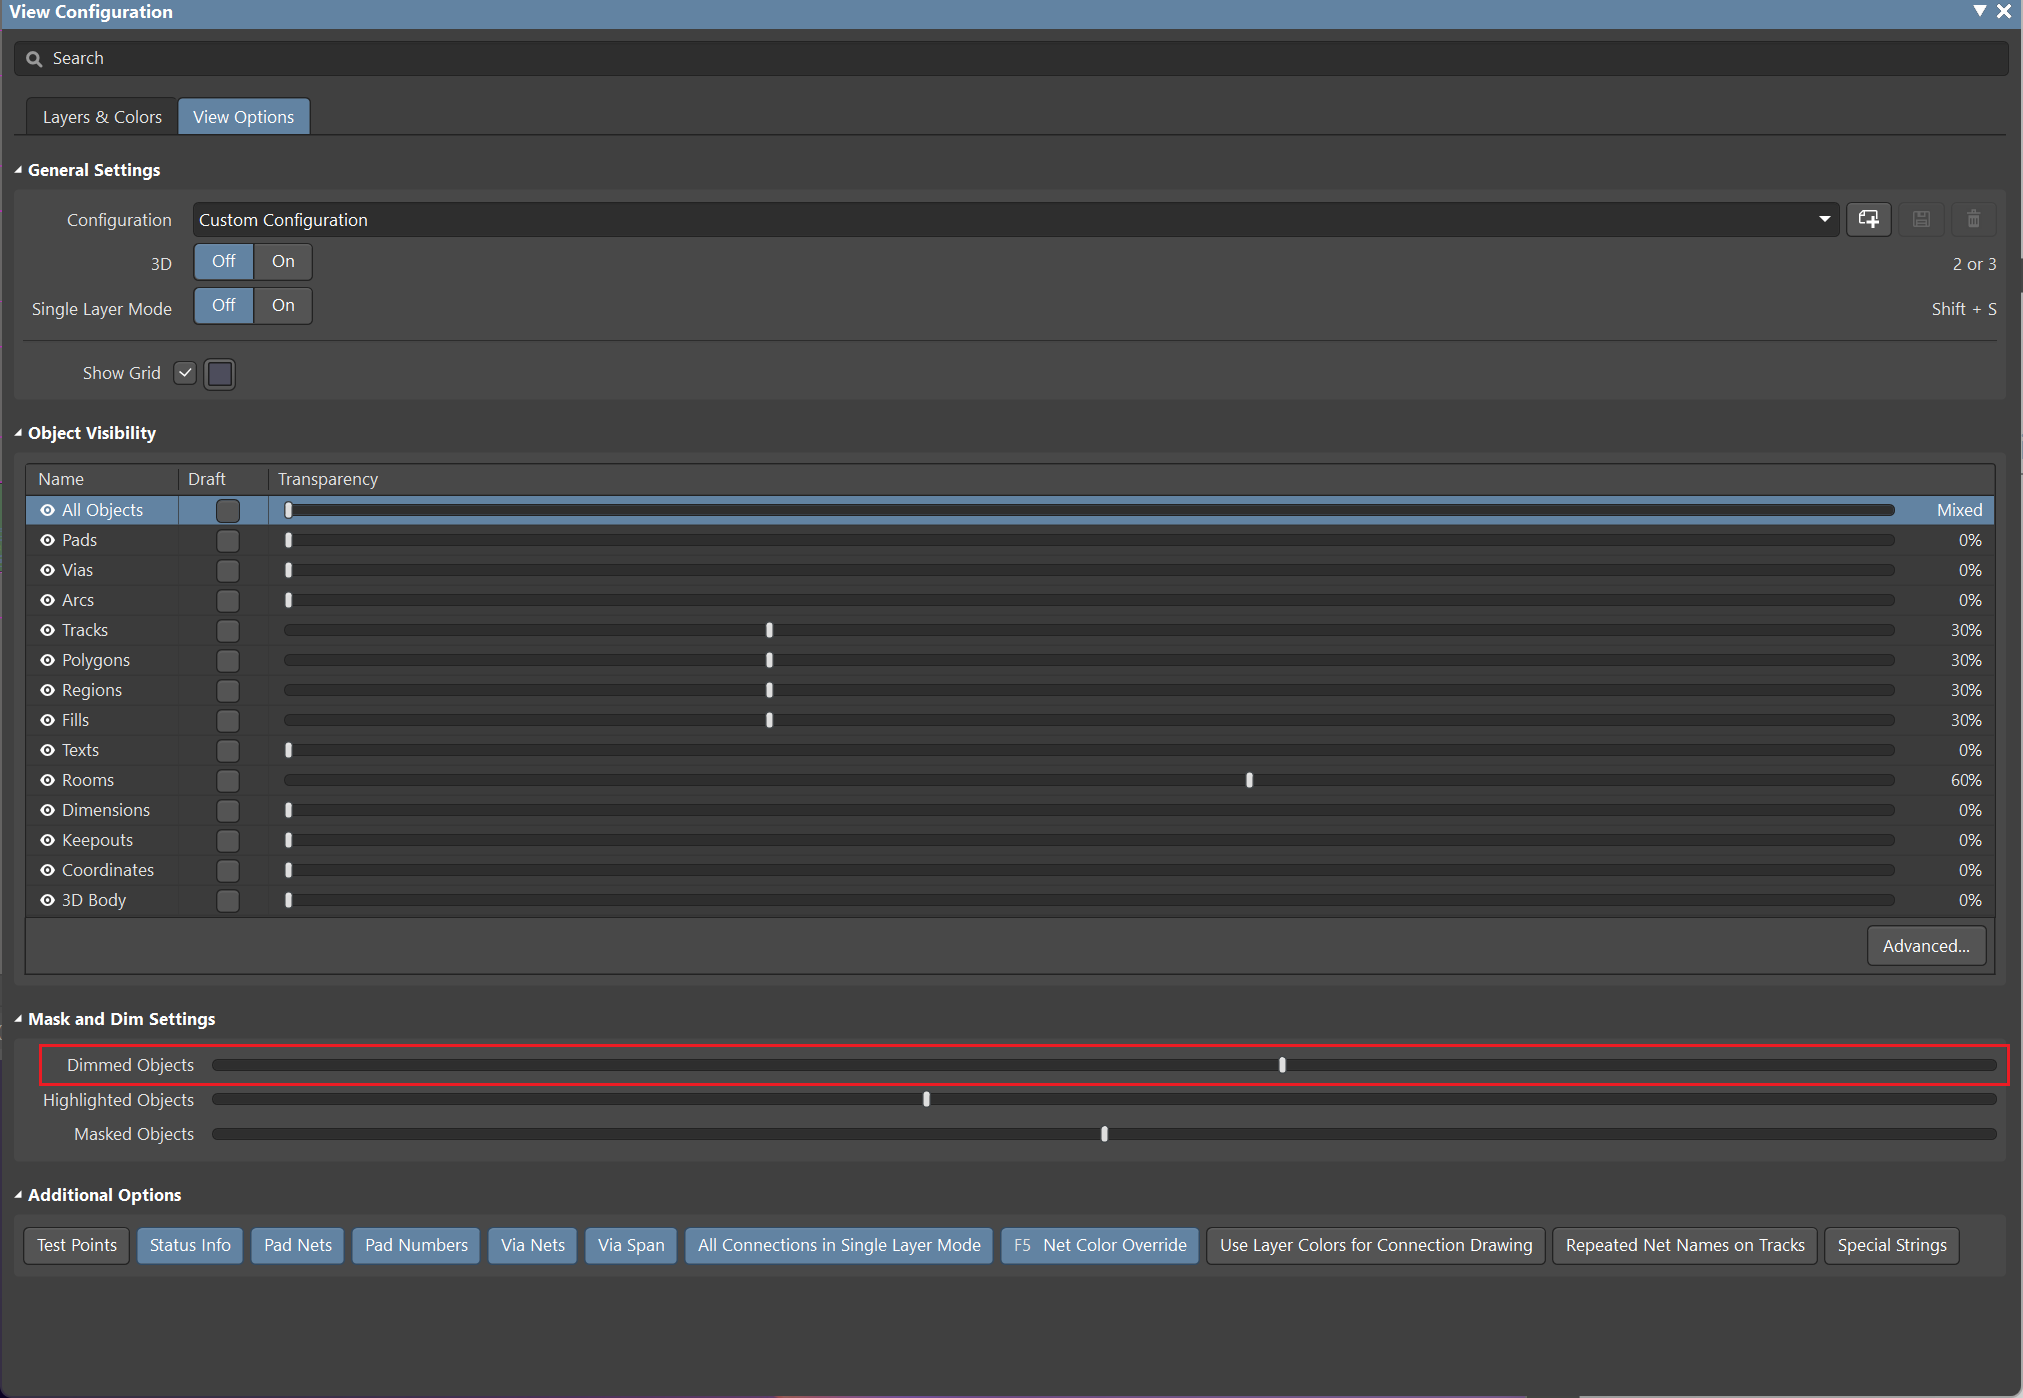 View Configuration
Search
Layers & Colors View Options
General Settings
Configuration Custom Configuration
3D Off On 2 or 3
Single Layer Mode Off On Shift + S
Show Grid
Object Visibility
Name Draft Transparency
All Objects Mixed
Pads 0%
Vias 0%
Arcs 0%
Tracks 30%
Polygons 30%
Regions 30%
Fills 30%
Texts 0%
Rooms 60%
Dimensions 0%
Keepouts 0%
Coordinates 0%
3D Body 0%
Advanced...
Mask and Dim Settings
Dimmed Objects
Highlighted Objects
Masked Objects
Additional Options
Test Points Status Info Pad Nets Pad Numbers Via Nets Via Span All Connections in Single Layer Mode F5 Net Color Override Use Layer Colors for Connection Drawing Repeated Net Names on Tracks Special Strings